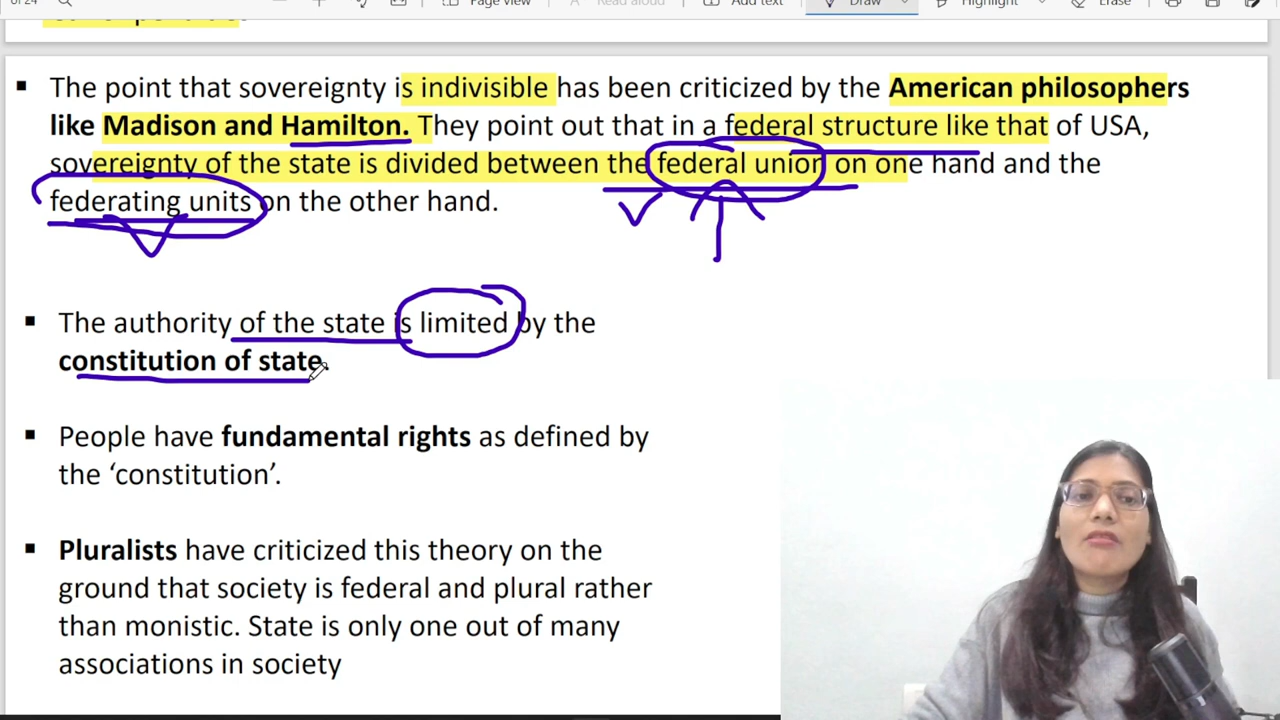 Page view
Read aloud
Add text
Draw
Highlight
Erase
▪ The point that sovereignty is indivisible has been criticized by the American philosophers
like Madison and Hamilton. They point out that in a federal structure like that of USA,
sovereignty of the state is divided between the federal union on one hand and the
federating units on the other hand.
▪ The authority of the state is limited by the
constitution of state.
▪ People have fundamental rights as defined by
the ‘constitution’.
▪ Pluralists have criticized this theory on the
ground that society is federal and plural rather
than monistic. State is only one out of many
associations in society